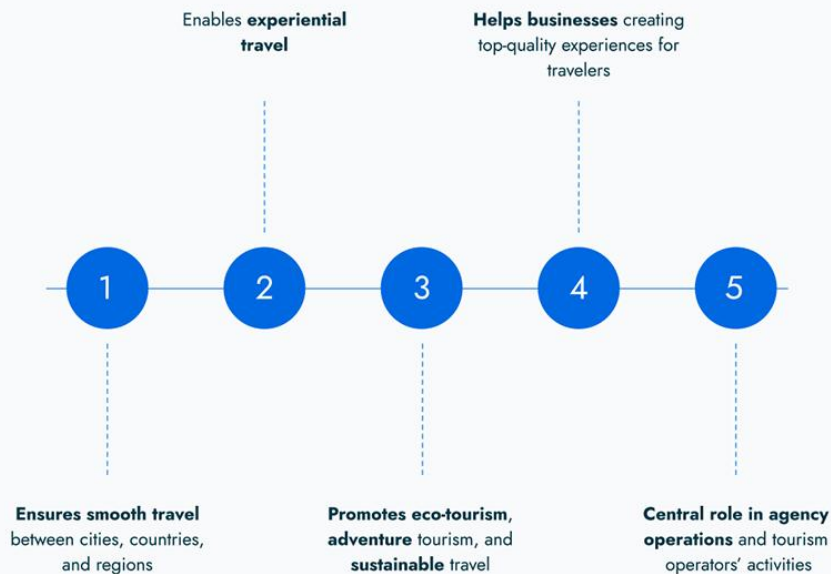 Enables experiential
travel
Helps businesses creating
top-quality experiences for
travelers
1
2
3
4
5
Ensures smooth travel
between cities, countries,
and regions
Promotes eco-tourism,
adventure tourism, and
sustainable travel
Central role in agency
operations and tourism
operators' activities